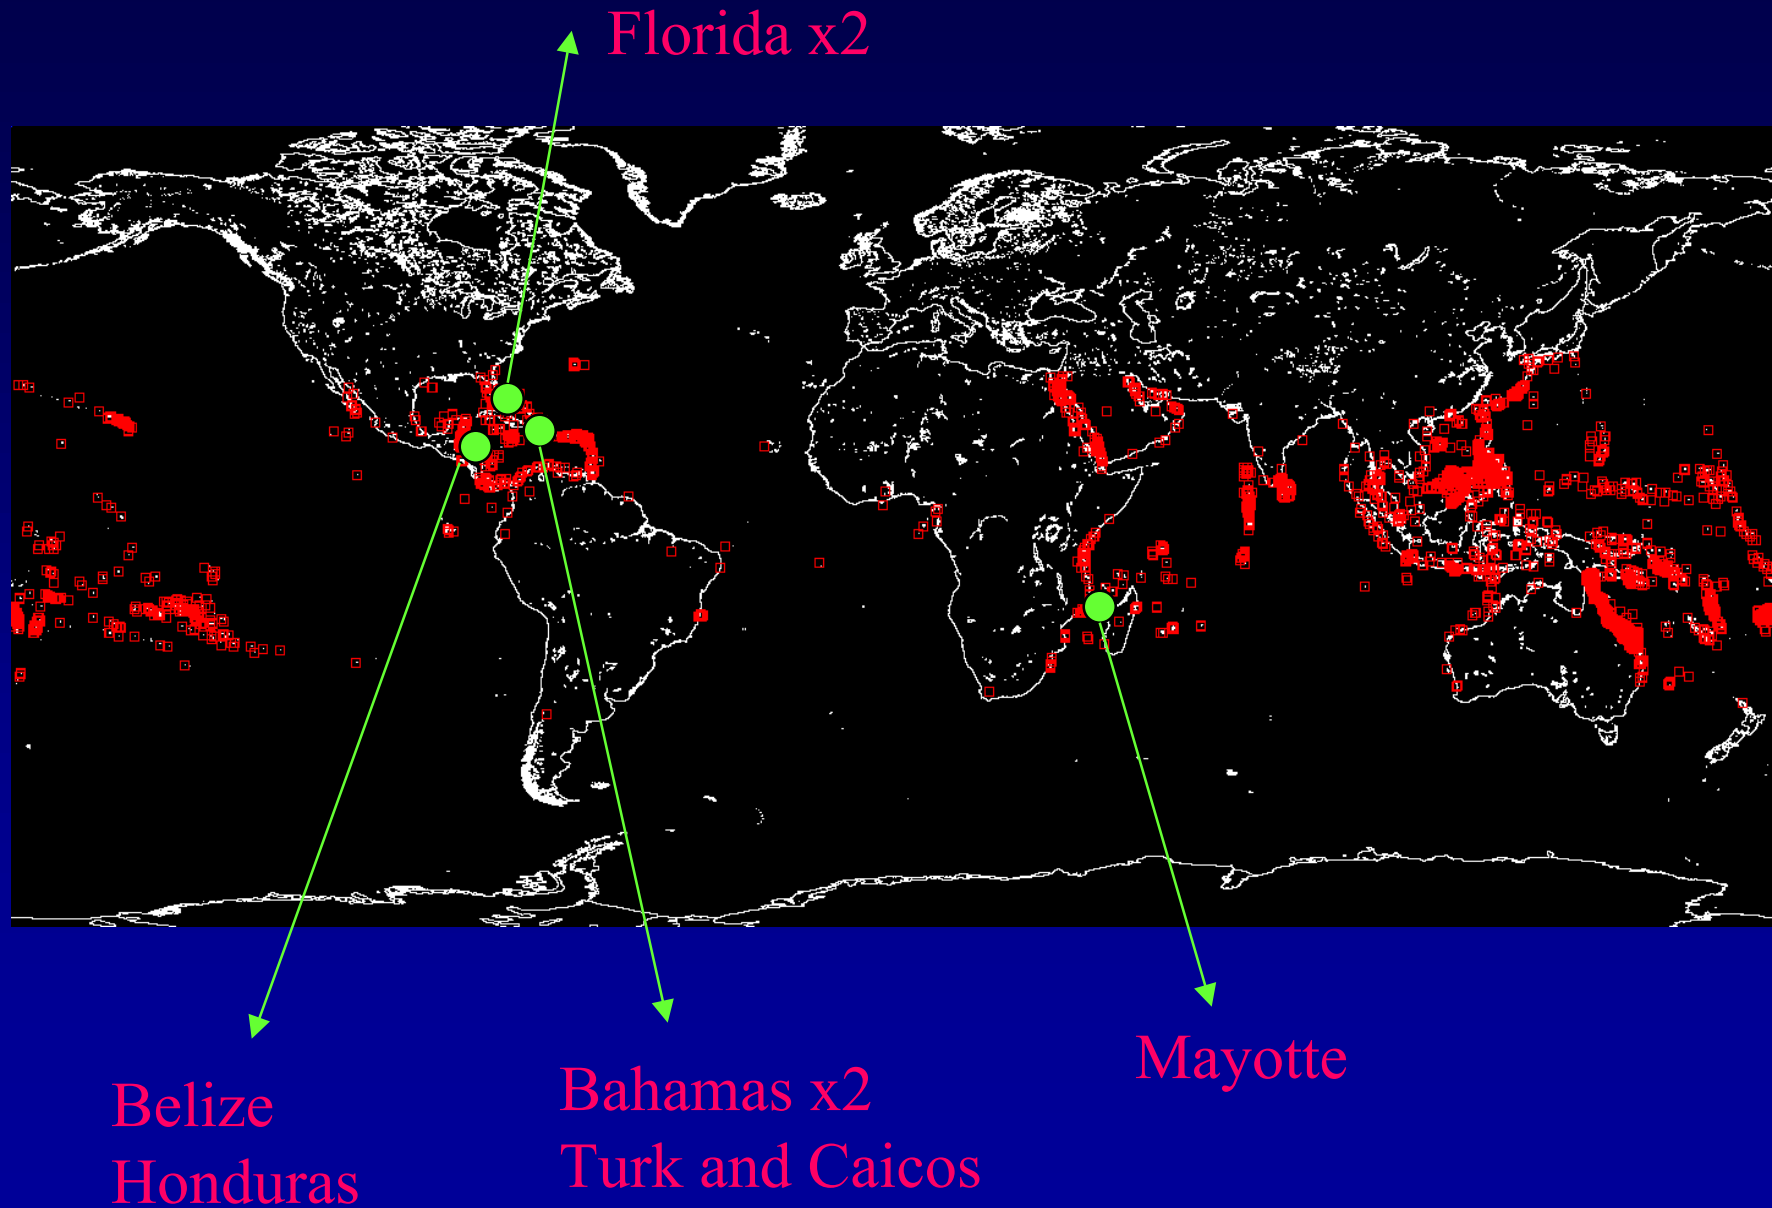 Florida x2
Mayotte
Bahamas x2
Turk and Caicos
Belize
Honduras